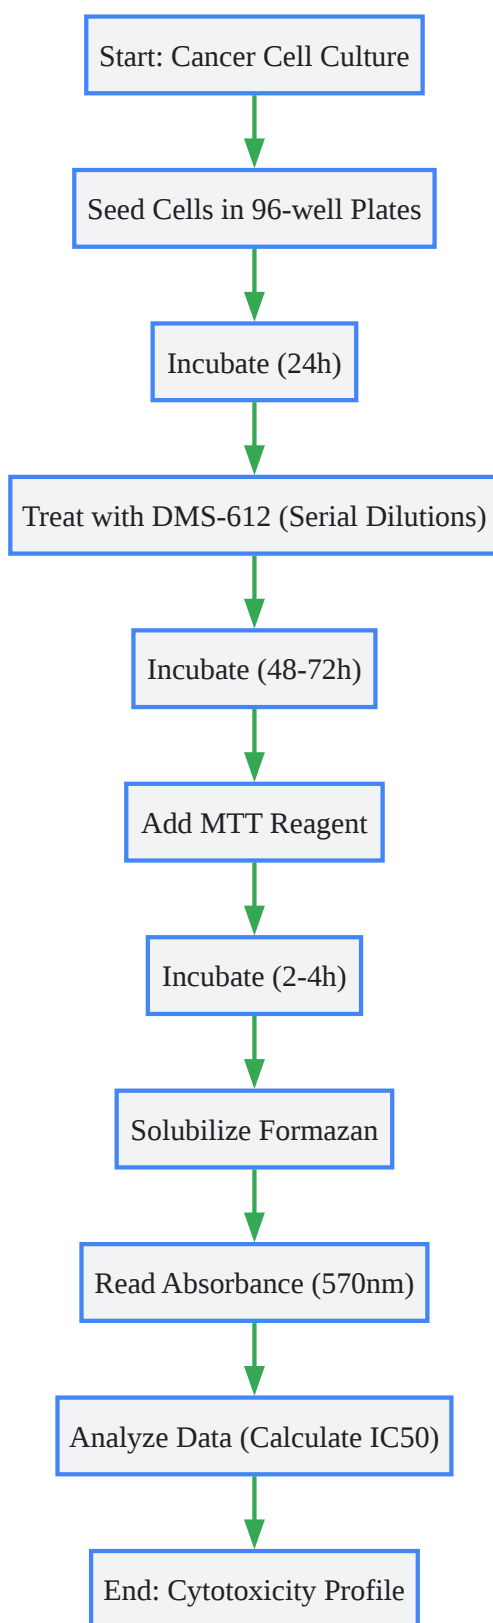 Start: Cancer Cell Culture
Seed Cells in 96-well Plates
Incubate (24h)
Treat with DMS-612 (Serial Dilutions)
Incubate (48-72h)
Add MTT Reagent
Incubate (2-4h)
Solubilize Formazan
Read Absorbance (570nm)
Analyze Data (Calculate IC50)
End: Cytotoxicity Profile